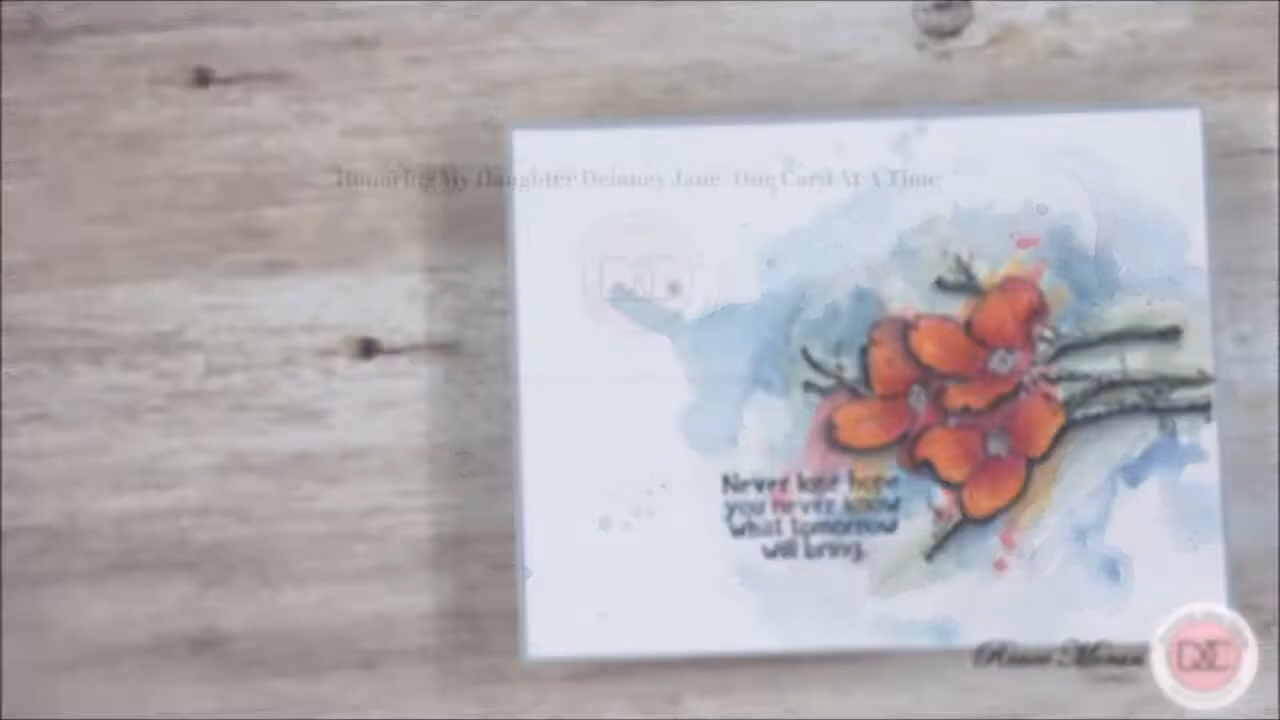 Honoring My Daughter Delaney Jane One Card At A Time
Never lose hope
you never know
what tomorrow
will bring.